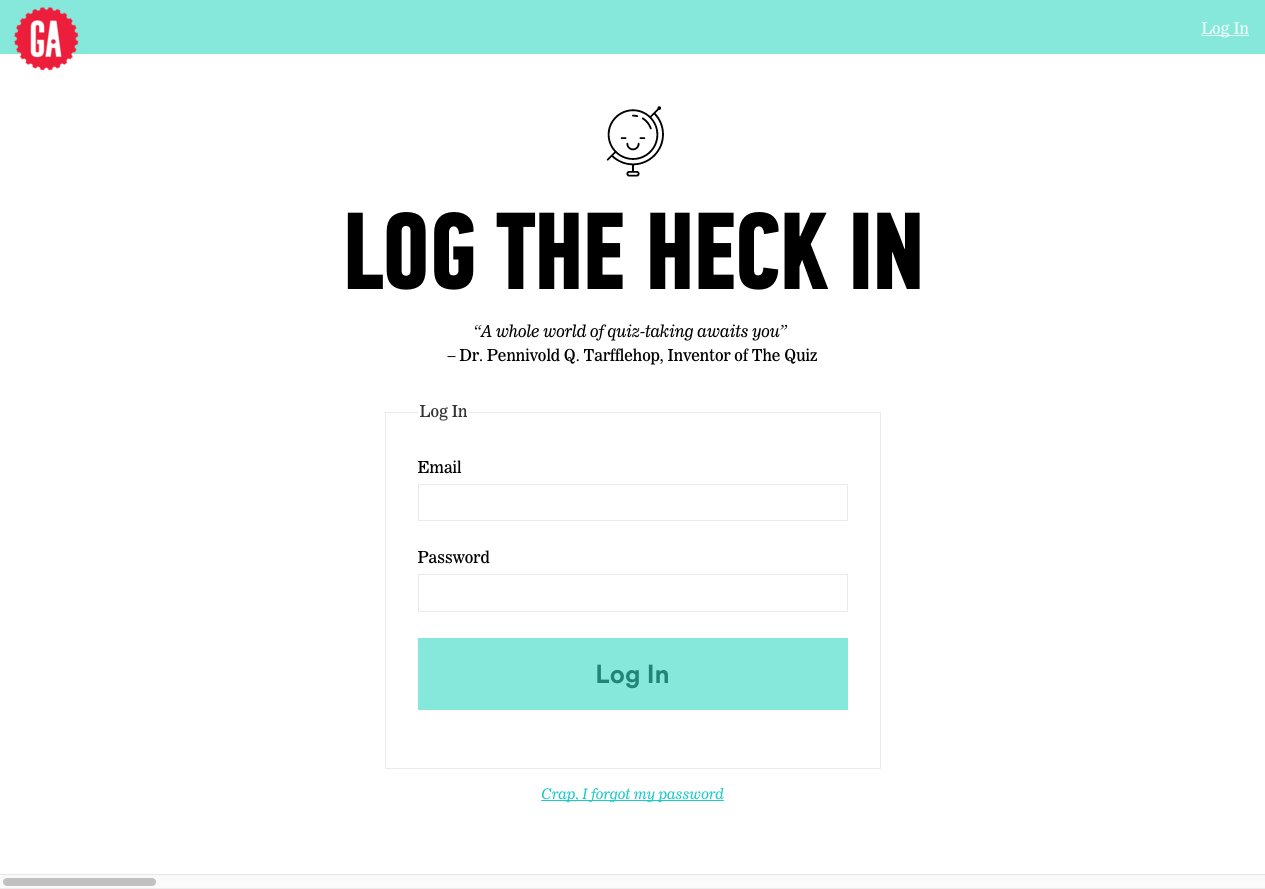 GA
Log In
LOG THE HECK IN
“A whole world of quiz-taking awaits you”
– Dr. Pennivold Q. Tarfflehop, Inventor of The Quiz
Log In
Email
Password
Log In
Crap, I forgot my password